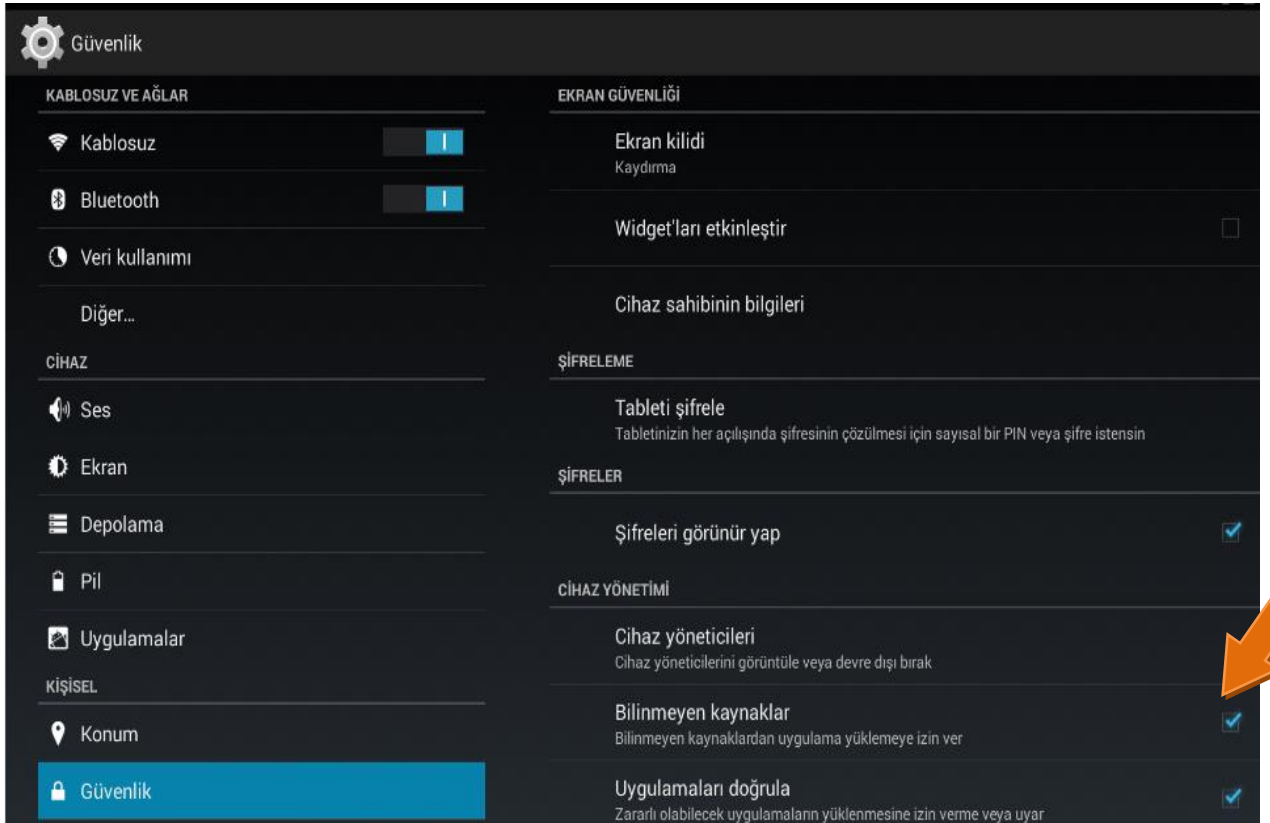 Güvenlik
KABLOSUZ VE AĞLAR
Kablosuz
Bluetooth
Veri kullanımı
Diğer...
CİHAZ
Ses
Ekran
Depolama
Pil
Uygulamalar
KİŞİSEL
Konum
Güvenlik
EKRAN GÜVENLİĞİ
Ekran kilidi
Kaydırma
Widget'ları etkinleştir
Cihaz sahibinin bilgileri
ŞİFRELEME
Tableti şifrele
Tabletinizin her açılışında şifresinin çözülmesi için sayısal bir PIN veya şifre istensin
ŞİFRELER
Şifreleri görünür yap
CİHAZ YÖNETİMİ
Cihaz yöneticileri
Cihaz yöneticilerini görüntüle veya devre dışı bırak
Bilinmeyen kaynaklar
Bilinmeyen kaynaklardan uygulama yüklemeye izin ver
Uygulamaları doğrula
Zararlı olabilecek uygulamaların yüklenmesine izin verme veya uyar